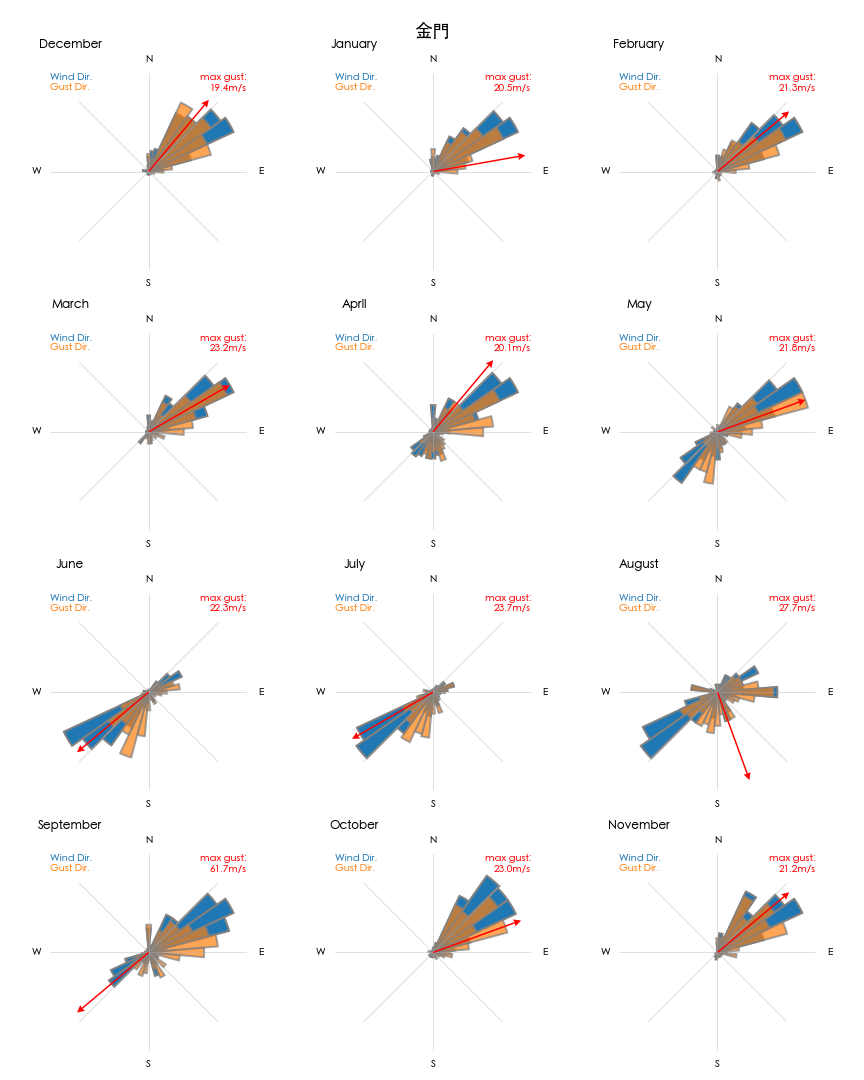 金門
December
N
Wind Dir.
Gust Dir.
max gust:
19.4m/s
W
E
S
January
N
Wind Dir.
Gust Dir.
max gust:
20.5m/s
W
E
S
February
N
Wind Dir.
Gust Dir.
max gust:
21.3m/s
W
E
S
March
N
Wind Dir.
Gust Dir.
max gust:
23.2m/s
W
E
S
April
N
Wind Dir.
Gust Dir.
max gust:
20.1m/s
W
E
S
May
N
Wind Dir.
Gust Dir.
max gust:
21.8m/s
W
E
S
June
N
Wind Dir.
Gust Dir.
max gust:
22.3m/s
W
E
S
July
N
Wind Dir.
Gust Dir.
max gust:
23.7m/s
W
E
S
August
N
Wind Dir.
Gust Dir.
max gust:
27.7m/s
W
E
S
September
N
Wind Dir.
Gust Dir.
max gust:
61.7m/s
W
E
S
October
N
Wind Dir.
Gust Dir.
max gust:
23.0m/s
W
E
S
November
N
Wind Dir.
Gust Dir.
max gust:
21.2m/s
W
E
S